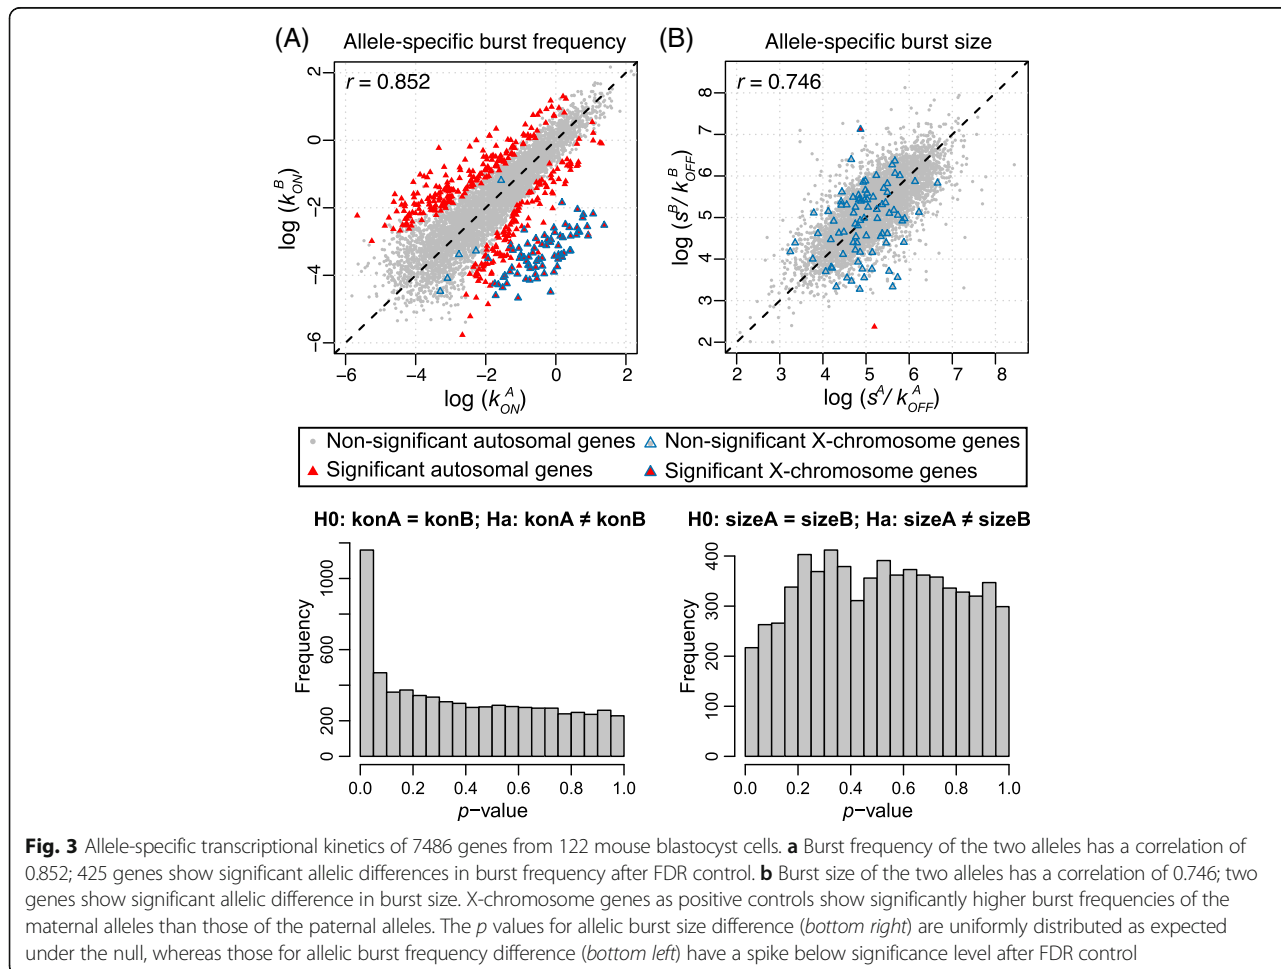 (A) Allele-specific burst frequency
r = 0.852
2
0
−2
−4
−6
log (k_ON^B)
−6 −4 −2 0 2
log (k_ON^A)
(B) Allele-specific burst size
r = 0.746
8
7
6
5
4
3
2
log (s^B/ k_OFF^B)
2 3 4 5 6 7 8
log (s^A/ k_OFF^A)
Non-significant autosomal genes Non-significant X-chromosome genes
Significant autosomal genes Significant X-chromosome genes
H0: konA = konB; Ha: konA ≠ konB
1000
600
200
0
Frequency
0.0 0.2 0.4 0.6 0.8 1.0
p−value
H0: sizeA = sizeB; Ha: sizeA ≠ sizeB
400
300
200
100
0
Frequency
0.0 0.2 0.4 0.6 0.8 1.0
p−value
Fig. 3 Allele-specific transcriptional kinetics of 7486 genes from 122 mouse blastocyst cells. a Burst frequency of the two alleles has a correlation of
0.852; 425 genes show significant allelic differences in burst frequency after FDR control. b Burst size of the two alleles has a correlation of 0.746; two
genes show significant allelic difference in burst size. X-chromosome genes as positive controls show significantly higher burst frequencies of the
maternal alleles than those of the paternal alleles. The p values for allelic burst size difference (bottom right) are uniformly distributed as expected
under the null, whereas those for allelic burst frequency difference (bottom left) have a spike below significance level after FDR control